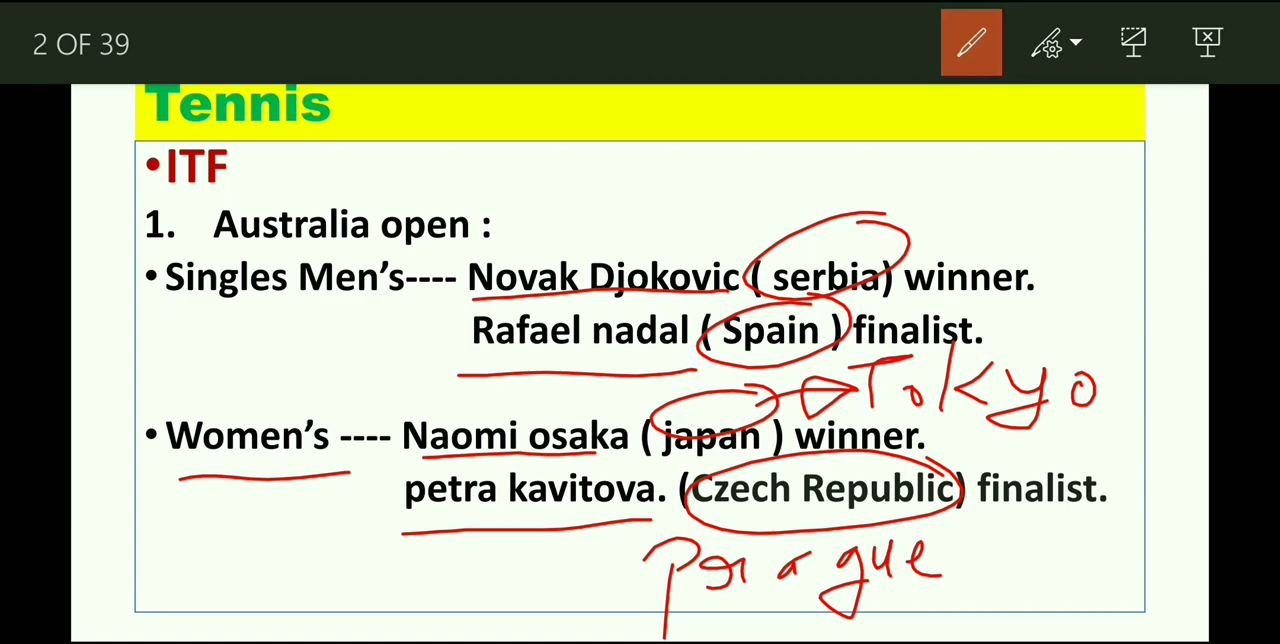 2 OF 39
Tennis
•ITF
1. Australia open :
• Singles Men's---- Novak Djokovic ( serbia) winner.
Rafael nadal ( Spain ) finalist.
Tokyo
• Women's ---- Naomi osaka ( japan ) winner.
petra kavitova. (Czech Republic) finalist.
Prague